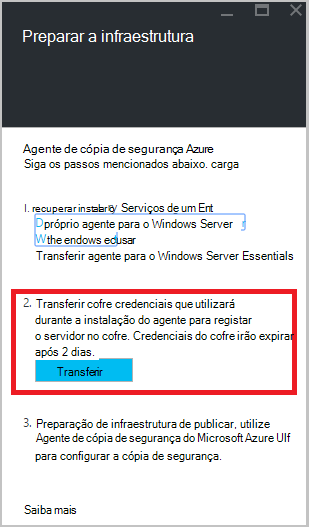 Preparar a infraestrutura
Agente de cópia de segurança Azure
Siga os passos mencionados abaixo. carga
I. recuperar instalar Serviços de um Ent
Dpróprio agente para o Windows Server
Wthe endows edusar
Transferir agente para o Windows Server Essentials
2. Transferir cofre credenciais que utilizará
durante a instalação do agente para registar
o servidor no cofre. Credenciais do cofre irão expirar
após 2 dias.
Transferir
3. Preparação de infraestrutura de publicar, utilize
Agente de cópia de segurança do Microsoft Azure UIf
para configurar a cópia de segurança.
Saiba mais